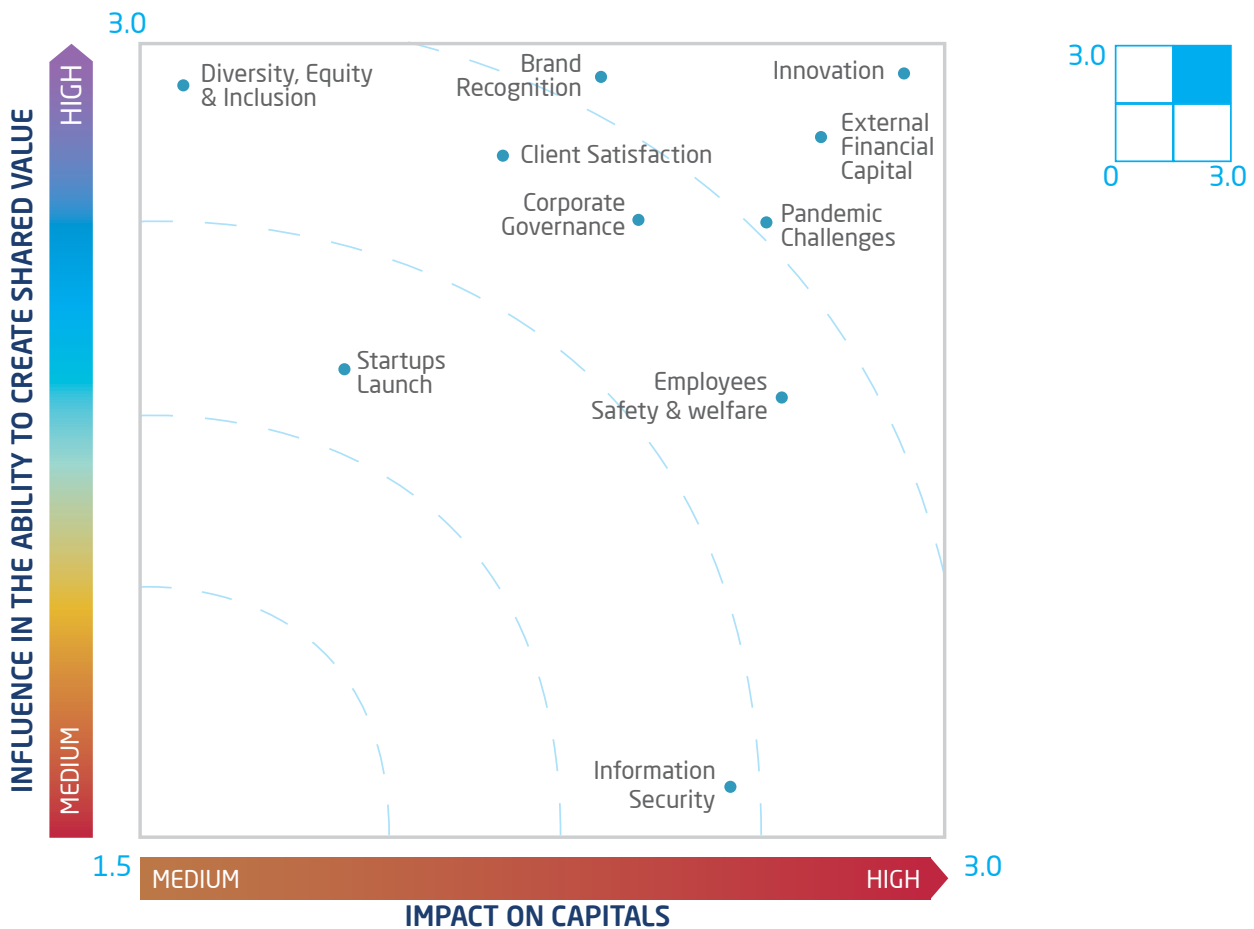 3.0
HIGH
MEDIUM
INFLUENCE IN THE ABILITY TO CREATE SHARED VALUE
Diversity, Equity
& Inclusion
Brand
Recognition
Innovation
External
Financial
Capital
Client Satisfaction
Corporate
Governance
Pandemic
Challenges
Startups
Launch
Employees
Safety & welfare
Information
Security
1.5
MEDIUM
HIGH
3.0
IMPACT ON CAPITALS
3.0
0
3.0